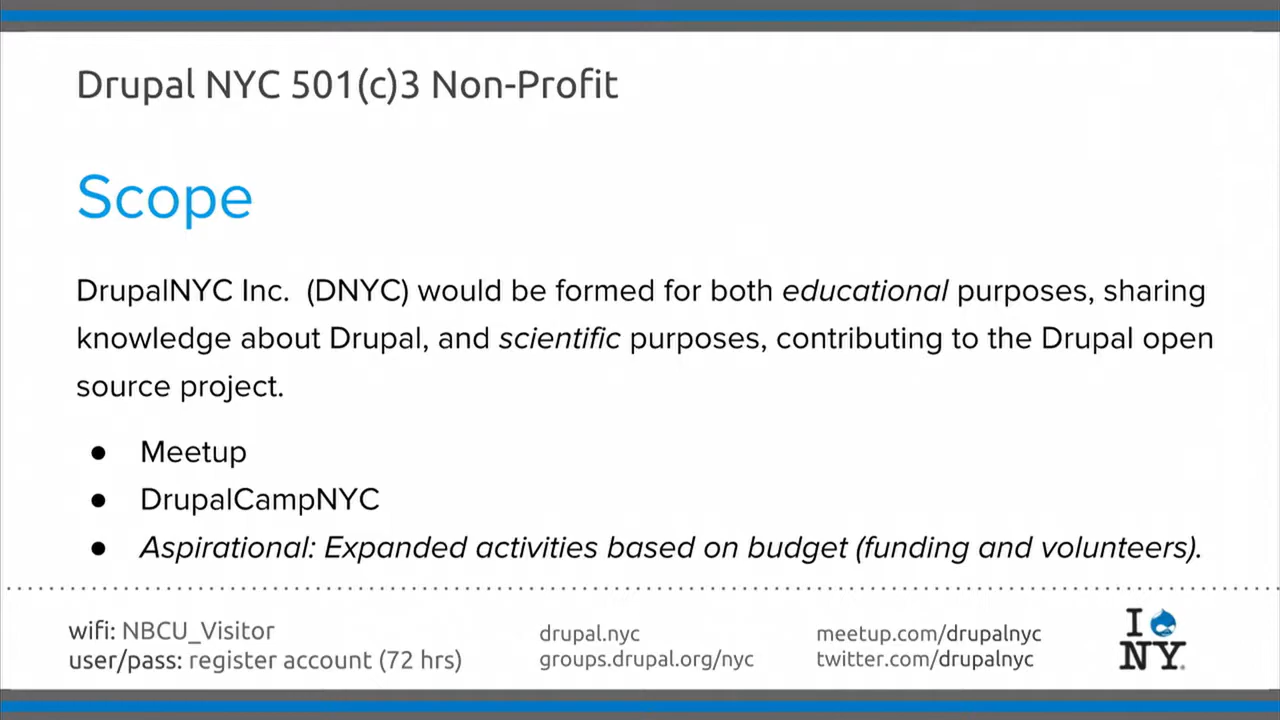 Drupal NYC 501(c)3 Non-Profit
Scope
DrupalNYC Inc.  (DNYC) would be formed for both educational purposes, sharing
knowledge about Drupal, and scientific purposes, contributing to the Drupal open
source project.
● Meetup
● DrupalCampNYC
● Aspirational: Expanded activities based on budget (funding and volunteers).
wifi: NBCU_Visitor
user/pass: register account (72 hrs)
drupal.nyc
groups.drupal.org/nyc
meetup.com/drupalnyc
twitter.com/drupalnyc
I
NY.